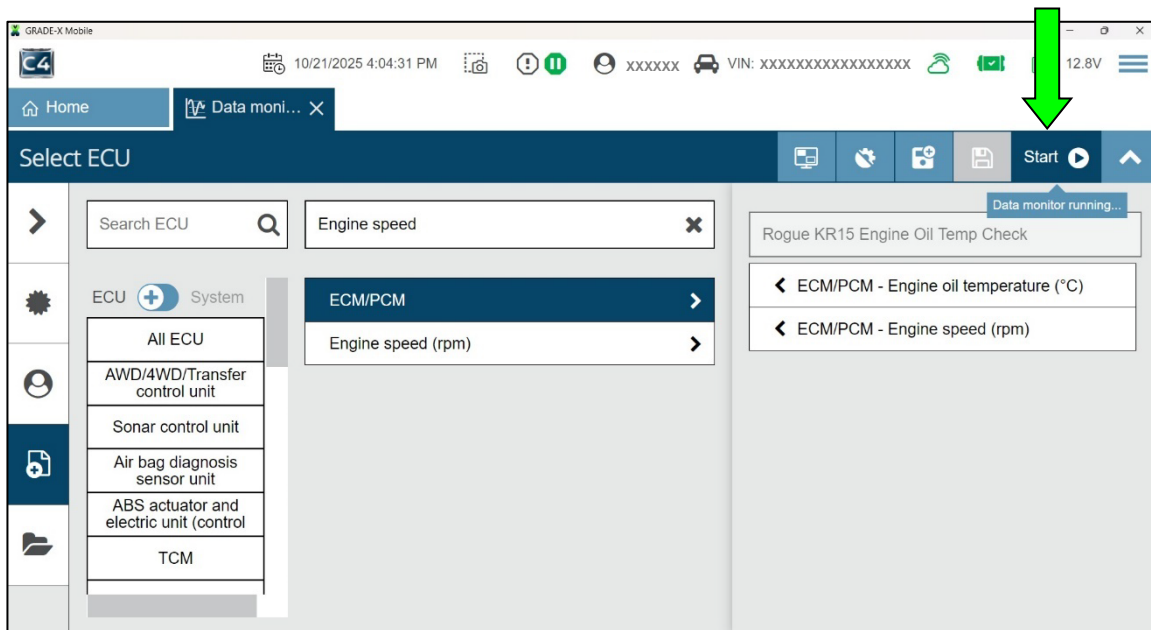 GRADE-X Mobile
C4
10/21/2025 4:04:31 PM
xxxxxx
VIN: xxxxxxxxxxxxxxxxx
12.8V
Home
Data moni...
Select ECU
Start
Data monitor running...
Search ECU
Engine speed
Rogue KR15 Engine Oil Temp Check
ECU
System
ECM/PCM
Engine speed (rpm)
ECM/PCM - Engine oil temperature (°C)
ECM/PCM - Engine speed (rpm)
All ECU
AWD/4WD/Transfer
control unit
Sonar control unit
Air bag diagnosis
sensor unit
ABS actuator and
electric unit (control
TCM